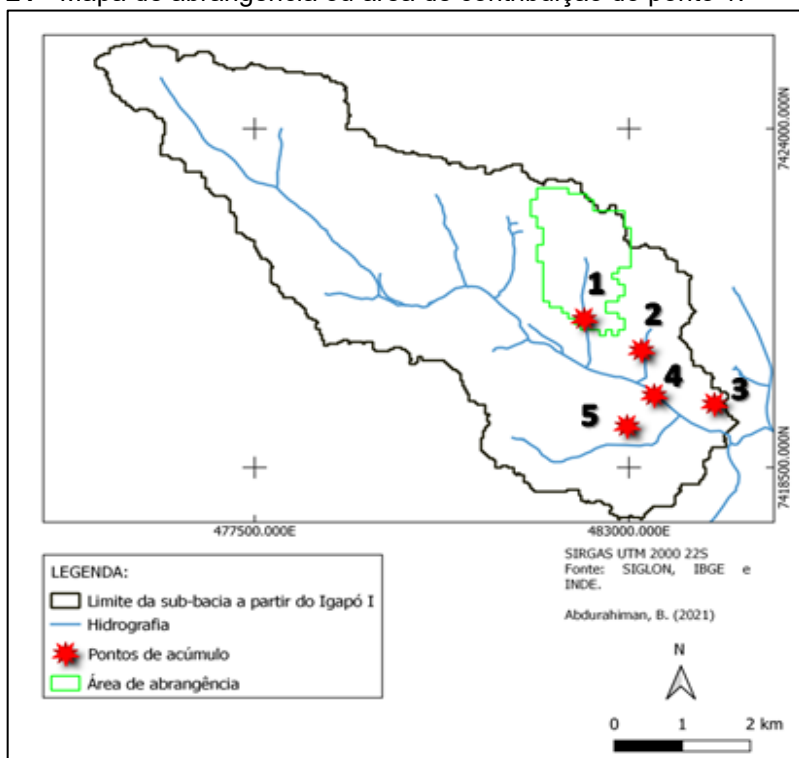 Mapa de abrangência ou área de contribuição do ponto 1.
7424000.000N
1
2
4
3
5
7418500.000N
477500.000E
483000.000E
LEGENDA:
Limite da sub-bacia a partir do Igapó I
Hidrografia
Pontos de acúmulo
Área de abrangência
SIRGAS UTM 2000 22S
Fonte: SIGLON, IBGE e
INDE.
Abdurahiman, B. (2021)
N
0 1 2 km